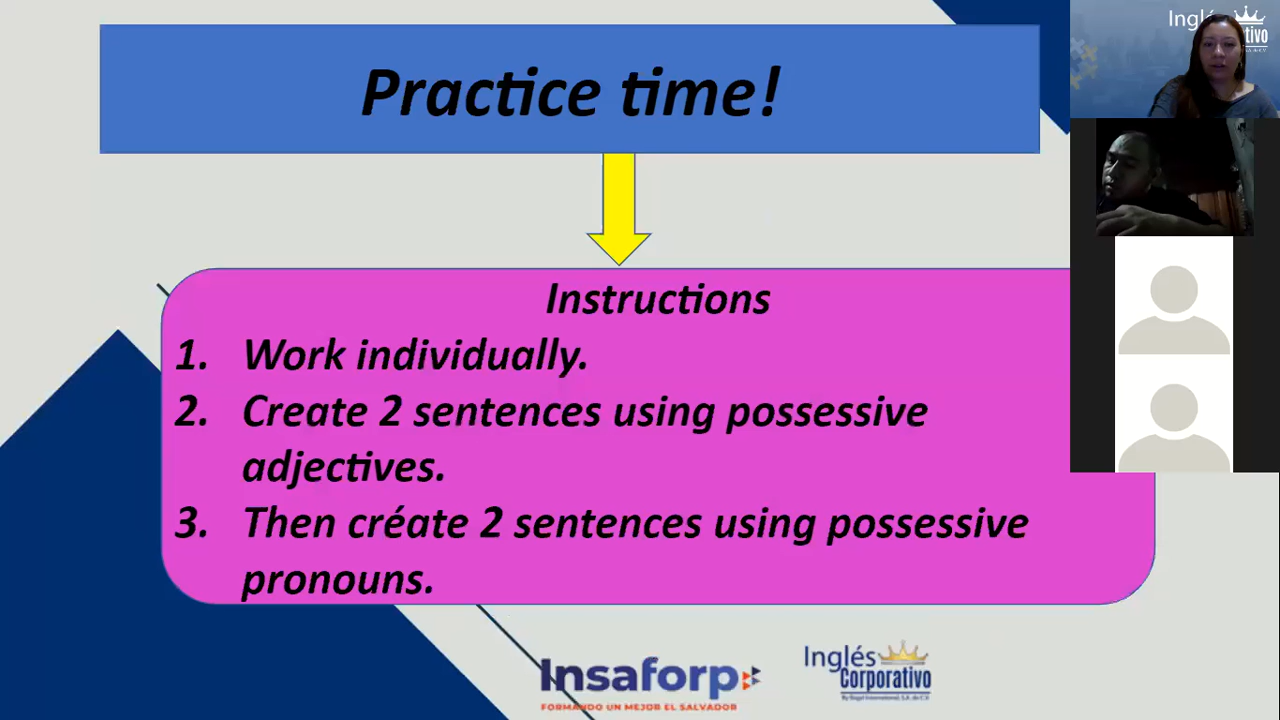 Practice time!
Instructions
1. Work individually.
2. Create 2 sentences using possessive
adjectives.
3. Then créate 2 sentences using possessive
pronouns.
Insaforp
FORMANDO UN MEJOR EL SALVADOR
Inglés
Corporativo